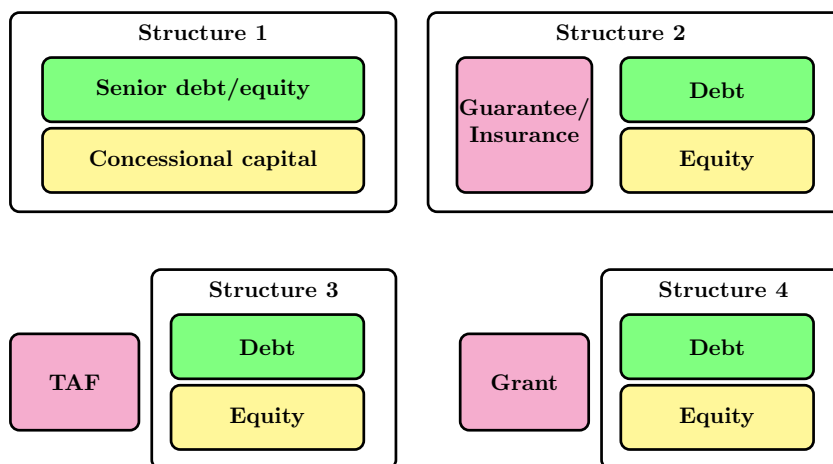 Structure 1
Senior debt/equity
Concessional capital
Structure 2
Guarantee/
Insurance
Debt
Equity
Structure 3
TAF
Debt
Equity
Structure 4
Grant
Debt
Equity